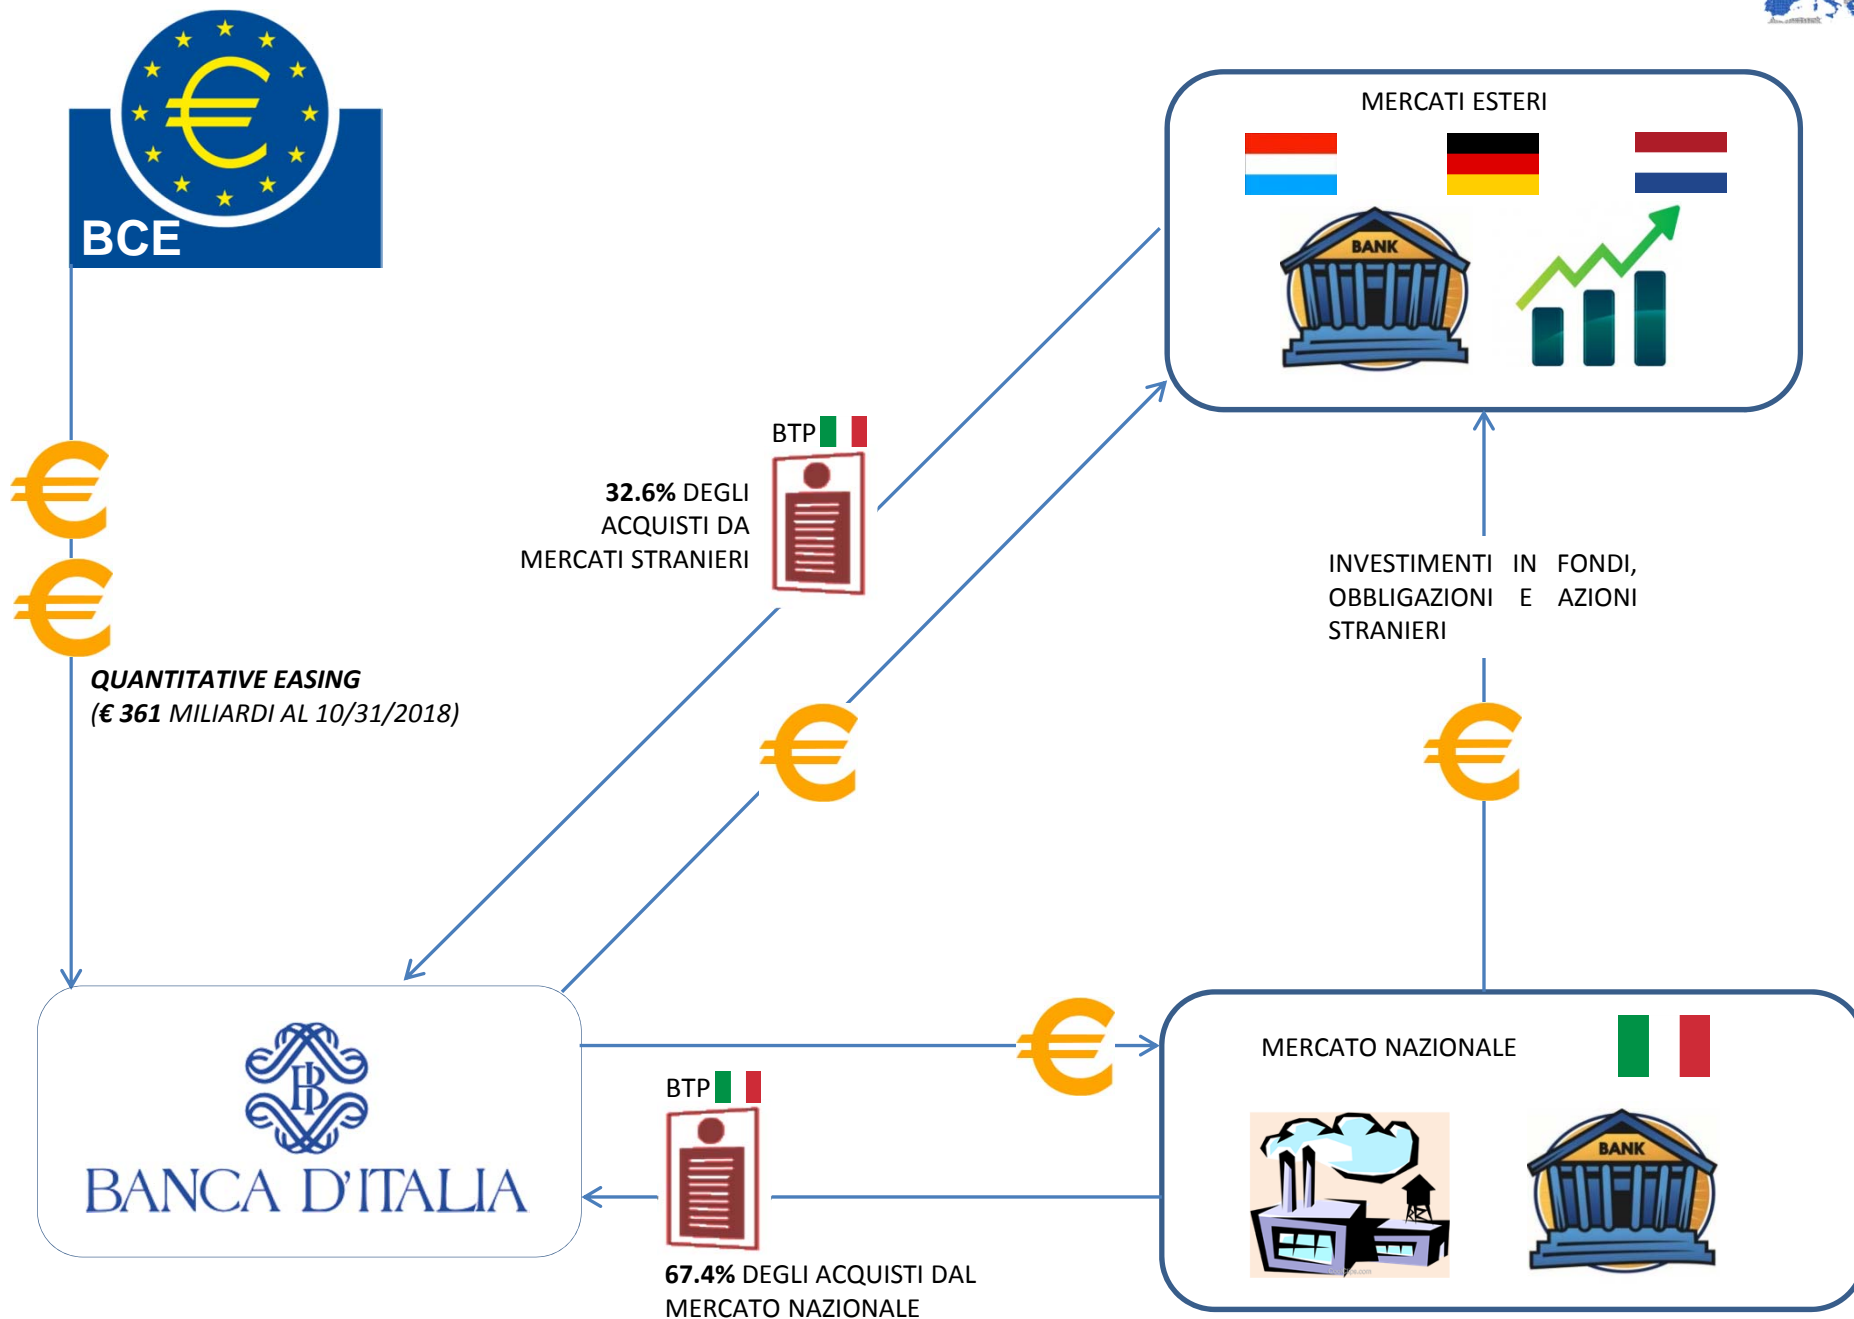 BCE
MERCATI ESTERI
BANK
BTP
32.6% DEGLI
ACQUISTI DA
MERCATI STRANIERI
INVESTIMENTI IN FONDI,
OBBLIGAZIONI E AZIONI
STRANIERI
QUANTITATIVE EASING
(€ 361 MILIARDI AL 10/31/2018)
BANCA D'ITALIA
BTP
67.4% DEGLI ACQUISTI DAL
MERCATO NAZIONALE
MERCATO NAZIONALE
BANK